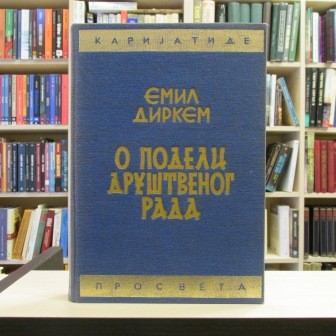 КАРИЈАТИДЕ
ЕМИЛ
ДИРКЕМ
О ПОДЕЛИ
ДРУШТВЕНОГ
РАДА
ПРОСВЕТА